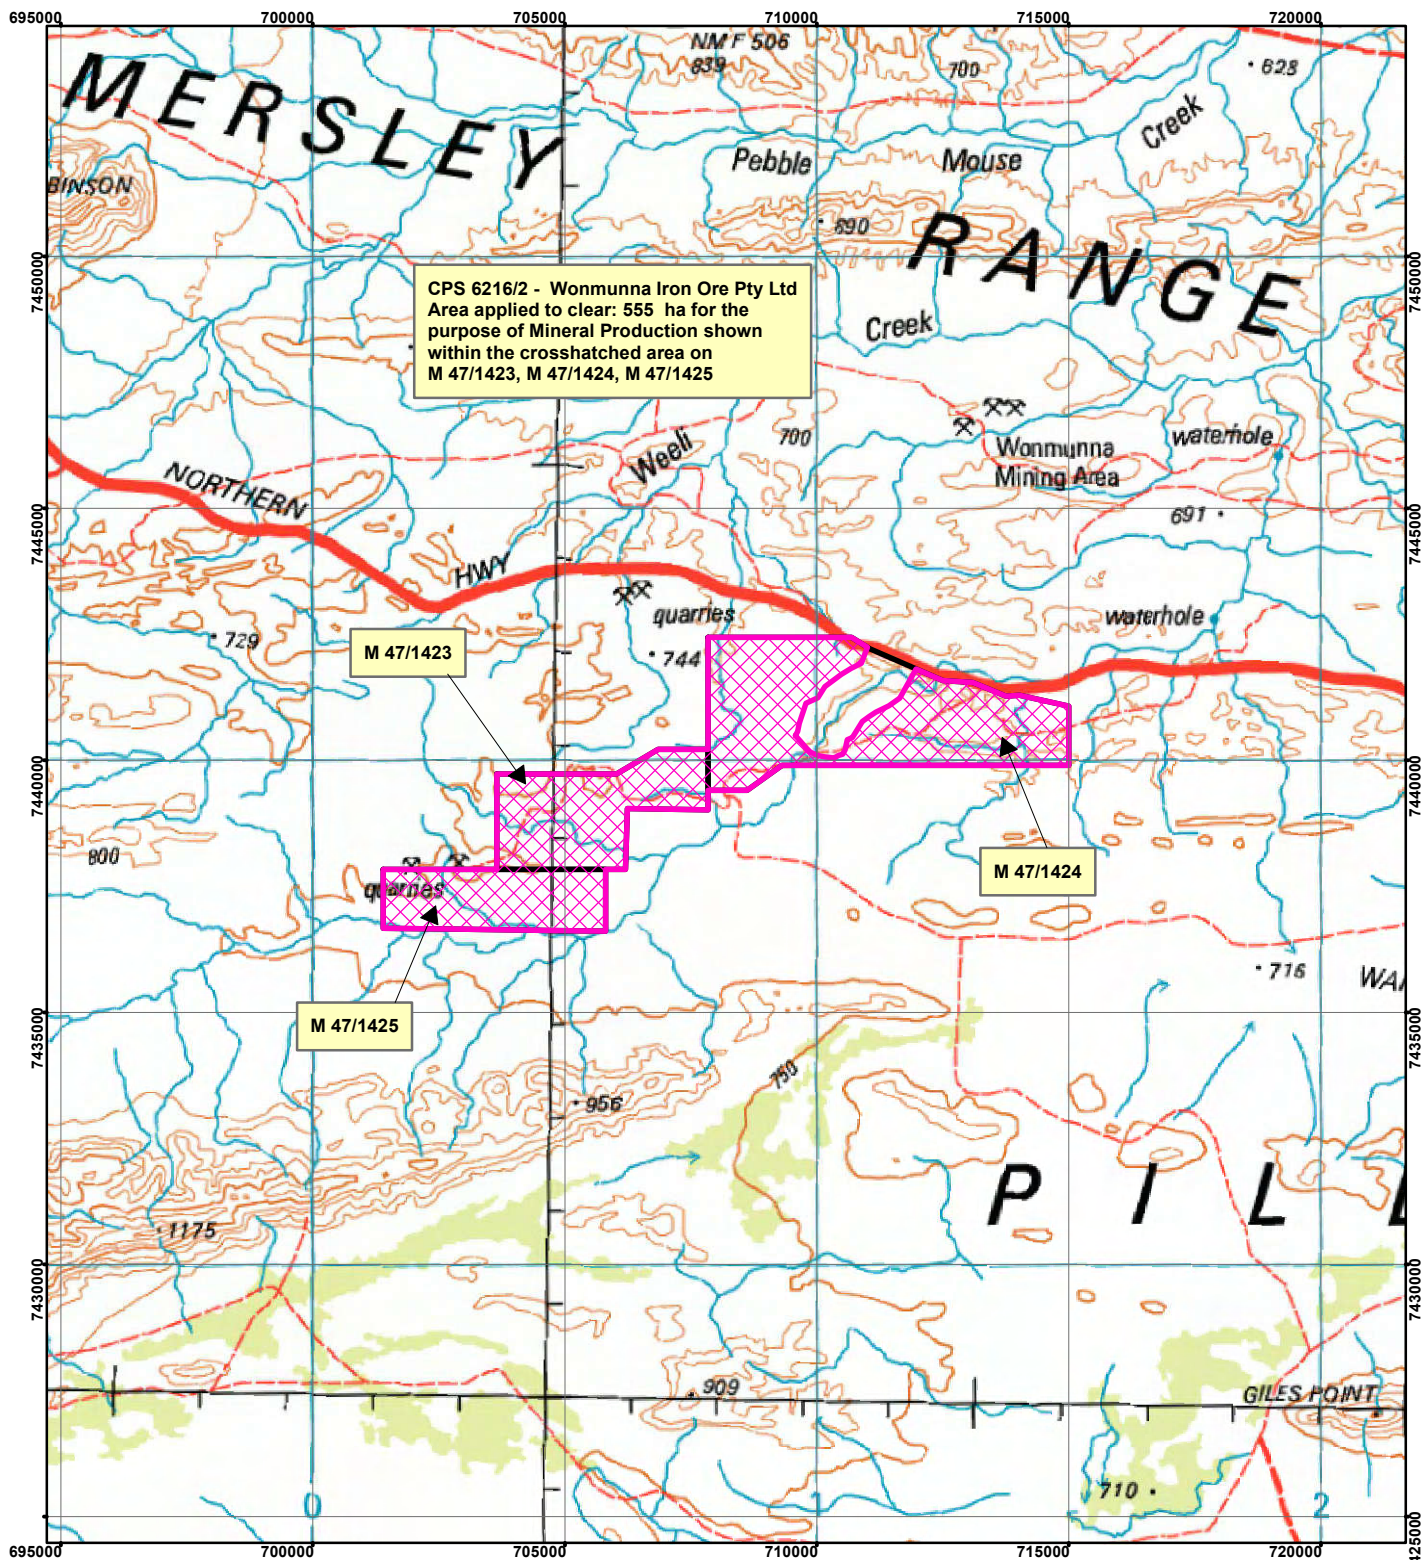 695000 700000 705000 710000 715000 720000
NMF 506
839
700
628
MERSLEY
Creek
Pebble Mouse
BINSON
690
RANGE
7450000 7450000
CPS 6216/2 - Wonmunna Iron Ore Pty Ltd
Area applied to clear: 555 ha for the
purpose of Mineral Production shown
within the crosshatched area on
M 47/1423, M 47/1424, M 47/1425
Creek
700
Weeli
Wonmunna
Mining Area
waterhole
NORTHERN
691
7445000 7445000
HWY
quarries
waterhole
729
M 47/1423
744
7440000 7440000
800
M 47/1424
quarries
716
WAI
M 47/1425
7435000 7435000
750
956
PILL
1175
7430000 7430000
909
GILES POINT
710
0
2
425000
695000 700000 705000 710000 715000 720000